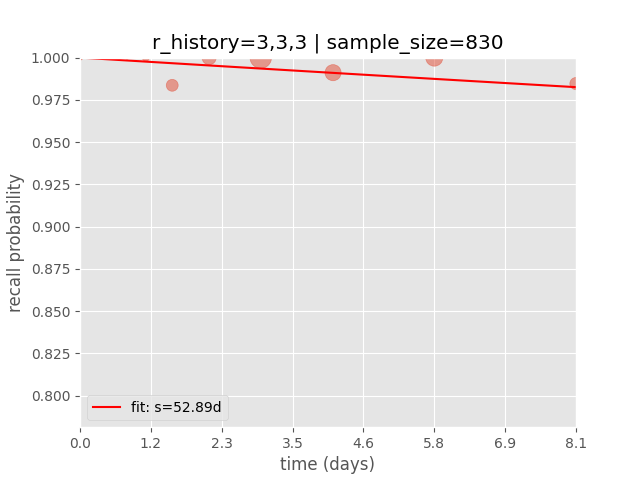 r_history=3,3,3 | sample_size=830
1.000
0.975
0.950
0.925
0.900
0.875
0.850
0.825
0.800
recall probability
fit: s=52.89d
0.0 1.2 2.3 3.5 4.6 5.8 6.9 8.1
time (days)